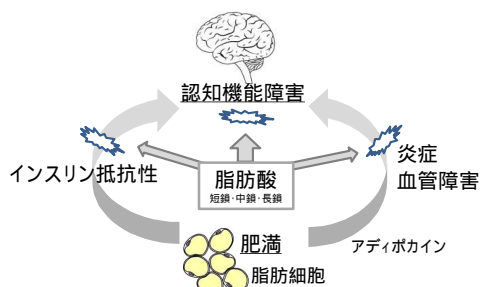 認知機能障害
インスリン抵抗性
脂肪酸
短鎖・中鎖・長鎖
炎症
血管障害
肥満
アディポカイン
脂肪細胞